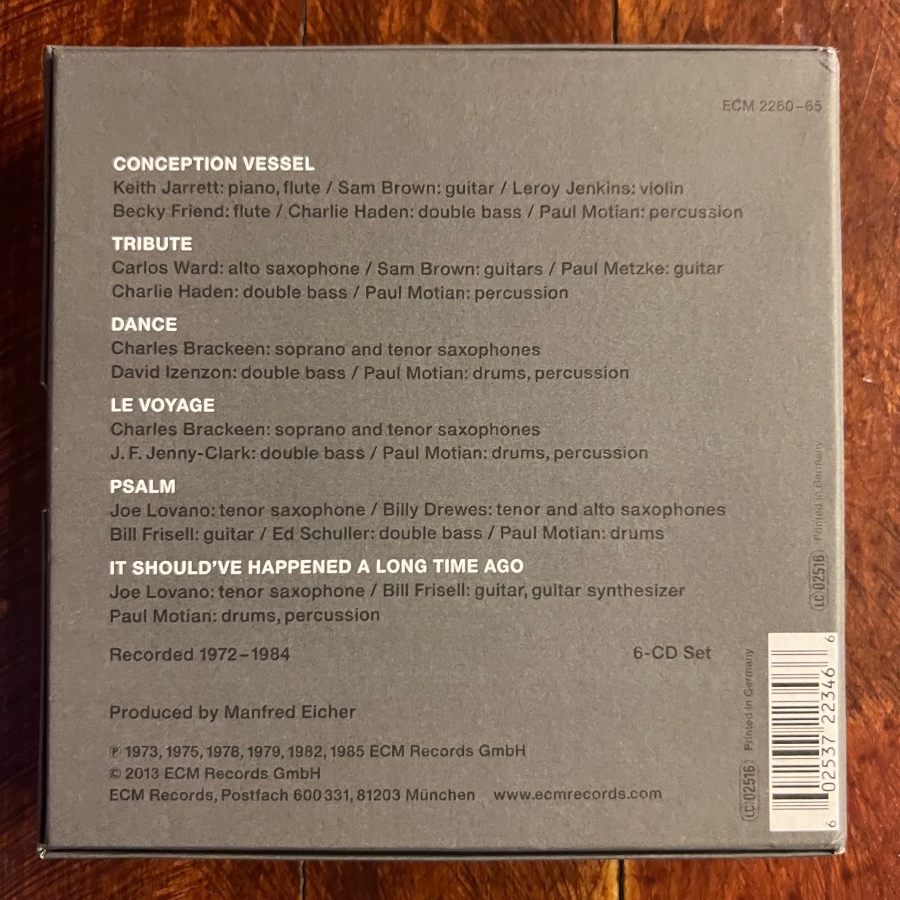 ECM 2260–65
CONCEPTION VESSEL
Keith Jarrett: piano, flute / Sam Brown: guitar / Leroy Jenkins: violin
Becky Friend: flute / Charlie Haden: double bass / Paul Motian: percussion
TRIBUTE
Carlos Ward: alto saxophone / Sam Brown: guitars / Paul Metzke: guitar
Charlie Haden: double bass / Paul Motian: percussion
DANCE
Charles Brackeen: soprano and tenor saxophones
David Izenzon: double bass / Paul Motian: drums, percussion
LE VOYAGE
Charles Brackeen: soprano and tenor saxophones
J. F. Jenny-Clark: double bass / Paul Motian: drums, percussion
PSALM
Joe Lovano: tenor saxophone / Billy Drewes: tenor and alto saxophones
Bill Frisell: guitar / Ed Schuller: double bass / Paul Motian: drums
IT SHOULD'VE HAPPENED A LONG TIME AGO
Joe Lovano: tenor saxophone / Bill Frisell: guitar, guitar synthesizer
Paul Motian: drums, percussion
Recorded 1972–1984
6-CD Set
Produced by Manfred Eicher
℗ 1973, 1975, 1978, 1979, 1982, 1985 ECM Records GmbH
© 2013 ECM Records GmbH
ECM Records, Postfach 600 331, 81203 München www.ecmrecords.com
LC 02516 Printed in Germany
LC 02516 Printed in Germany
6 02537 22346 6